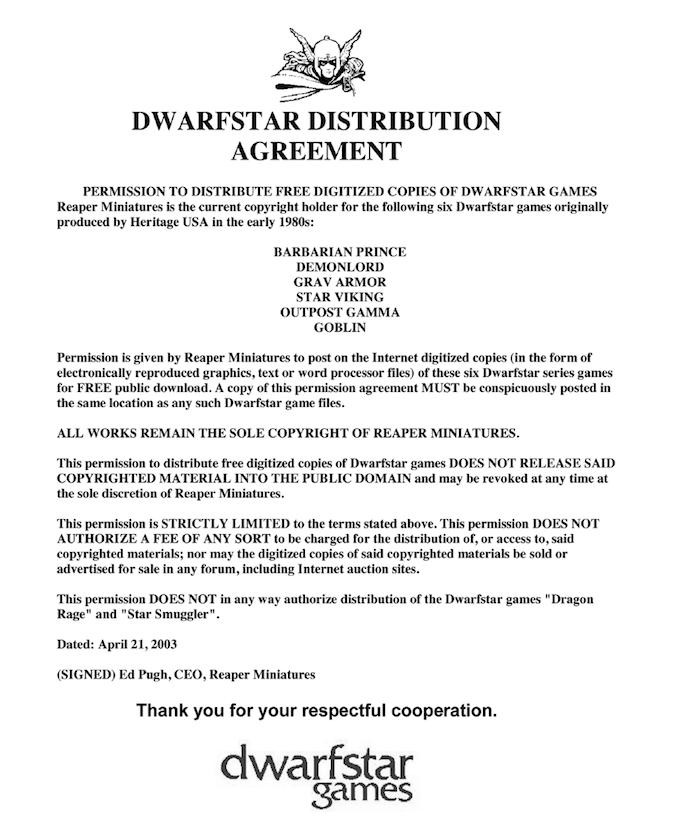 DWARFSTAR DISTRIBUTION
AGREEMENT
PERMISSION TO DISTRIBUTE FREE DIGITIZED COPIES OF DWARFSTAR GAMES
Reaper Miniatures is the current copyright holder for the following six Dwarfstar games originally
produced by Heritage USA in the early 1980s:
BARBARIAN PRINCE
DEMONLORD
GRAV ARMOR
STAR VIKING
OUTPOST GAMMA
GOBLIN
Permission is given by Reaper Miniatures to post on the Internet digitized copies (in the form of
electronically reproduced graphics, text or word processor files) of these six Dwarfstar series games
for FREE public download. A copy of this permission agreement MUST be conspicuously posted in
the same location as any such Dwarfstar game files.
ALL WORKS REMAIN THE SOLE COPYRIGHT OF REAPER MINIATURES.
This permission to distribute free digitized copies of Dwarfstar games DOES NOT RELEASE SAID
COPYRIGHTED MATERIAL INTO THE PUBLIC DOMAIN and may be revoked at any time at
the sole discretion of Reaper Miniatures.
This permission is STRICTLY LIMITED to the terms stated above. This permission DOES NOT
AUTHORIZE A FEE OF ANY SORT to be charged for the distribution of, or access to, said
copyrighted materials; nor may the digitized copies of said copyrighted materials be sold or
advertised for sale in any forum, including Internet auction sites.
This permission DOES NOT in any way authorize distribution of the Dwarfstar games "Dragon
Rage" and "Star Smuggler".
Dated: April 21, 2003
(SIGNED) Ed Pugh, CEO, Reaper Miniatures
Thank you for your respectful cooperation.
dwarfstar
games